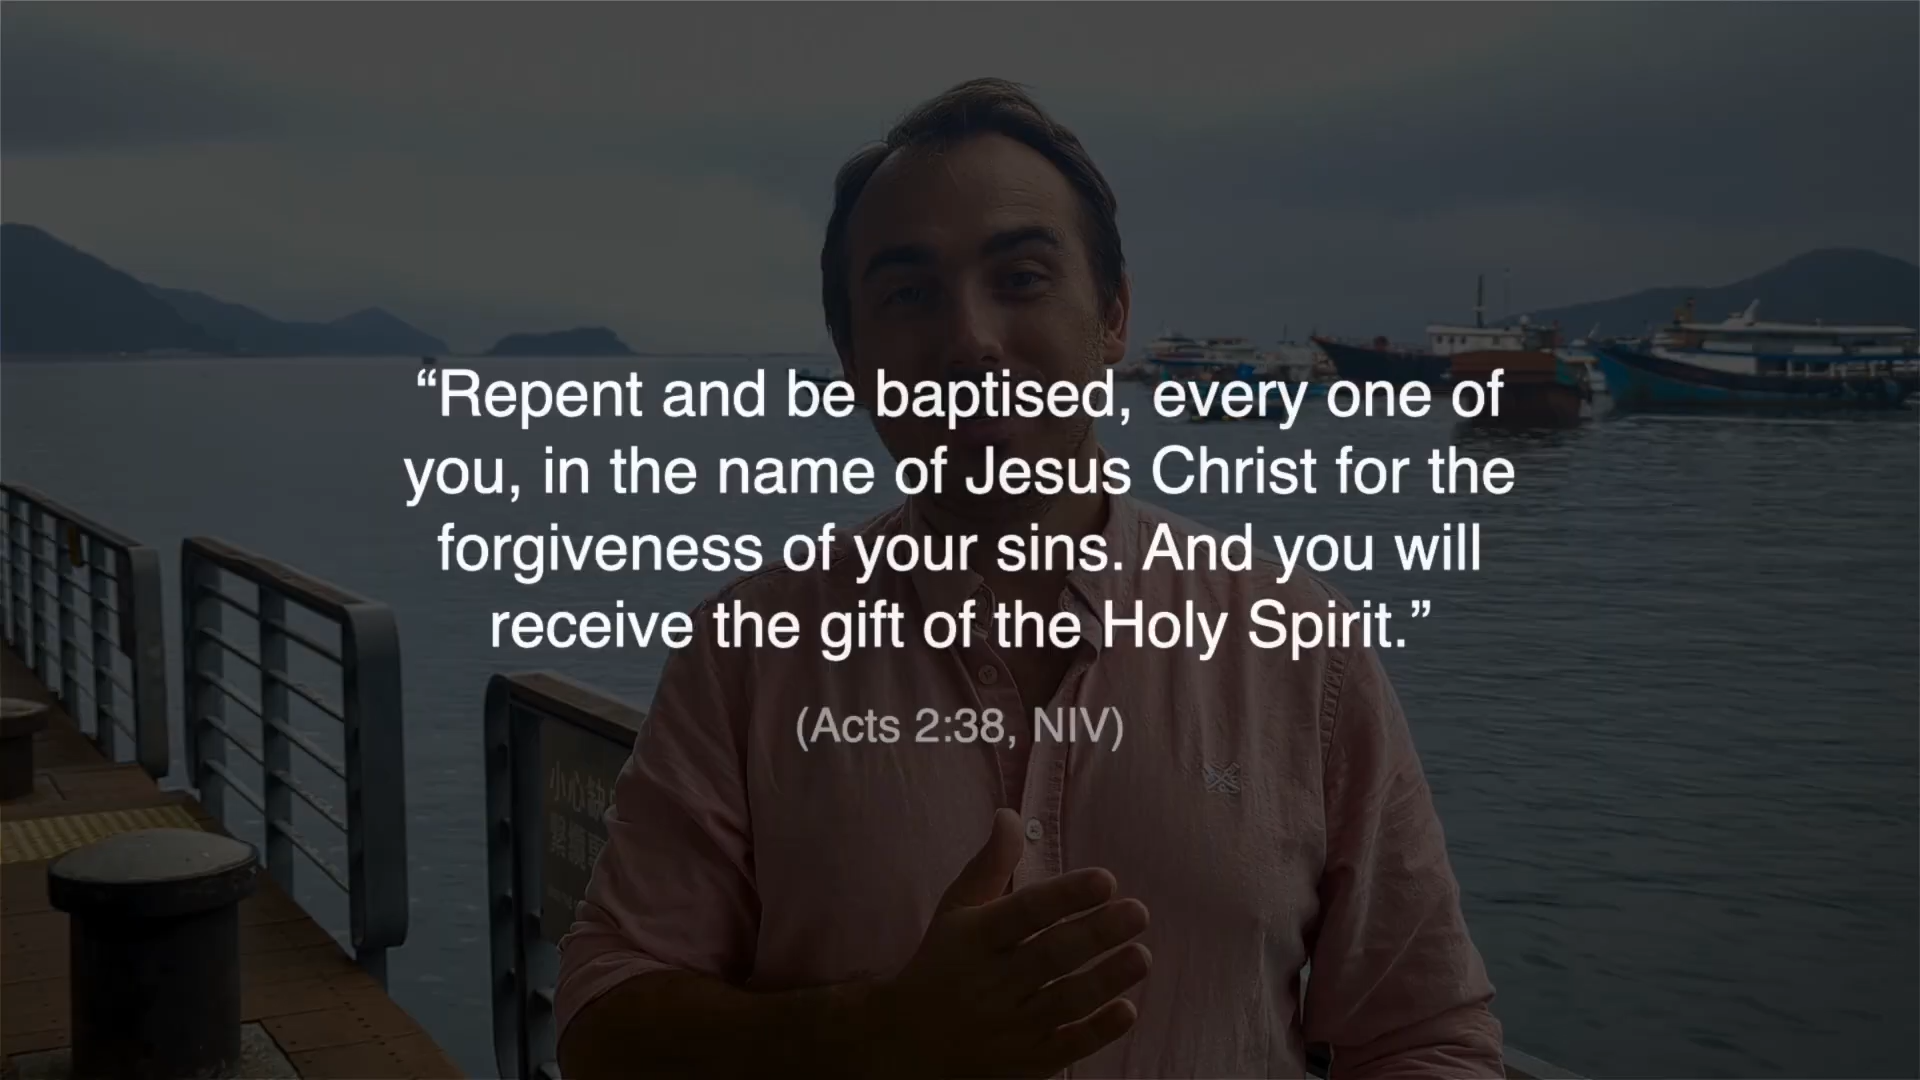 “Repent and be baptised, every one of
you, in the name of Jesus Christ for the
forgiveness of your sins. And you will
receive the gift of the Holy Spirit.”
(Acts 2:38, NIV)